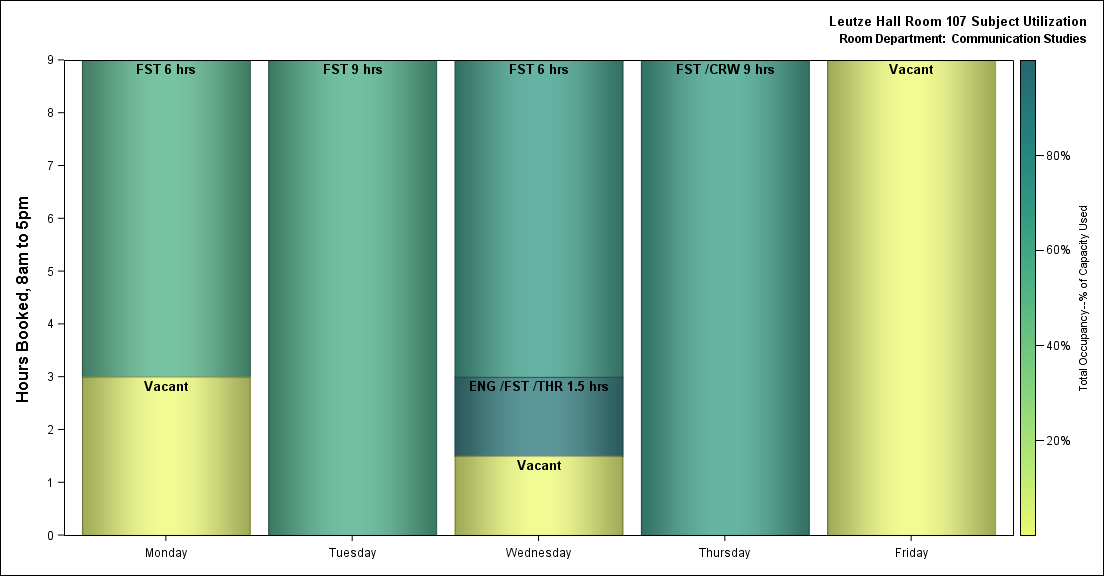 Leutze Hall Room 107 Subject Utilization
Room Department: Communication Studies
Hours Booked, 8am to 5pm
9
8
7
6
5
4
3
2
1
0
FST 6 hrs
Vacant
FST 9 hrs
FST 6 hrs
ENG /FST /THR 1.5 hrs
Vacant
FST /CRW 9 hrs
Vacant
Monday
Tuesday
Wednesday
Thursday
Friday
80%
60%
40%
20%
Total Occupancy--% of Capacity Used